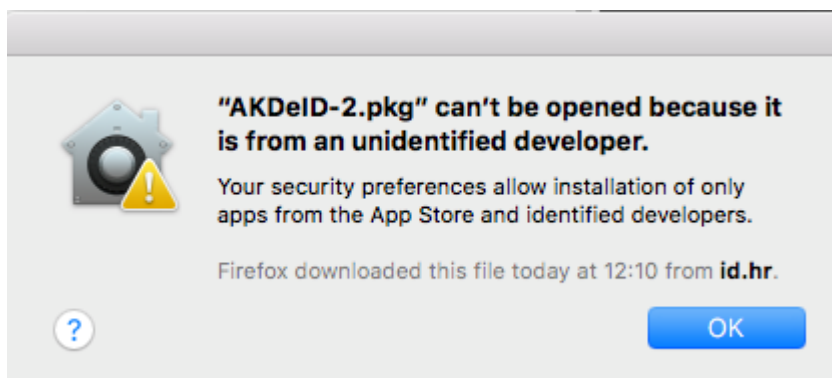 “AKDeID-2.pkg” can't be opened because it
is from an unidentified developer.
Your security preferences allow installation of only
apps from the App Store and identified developers.
Firefox downloaded this file today at 12:10 from id.hr.
?
OK